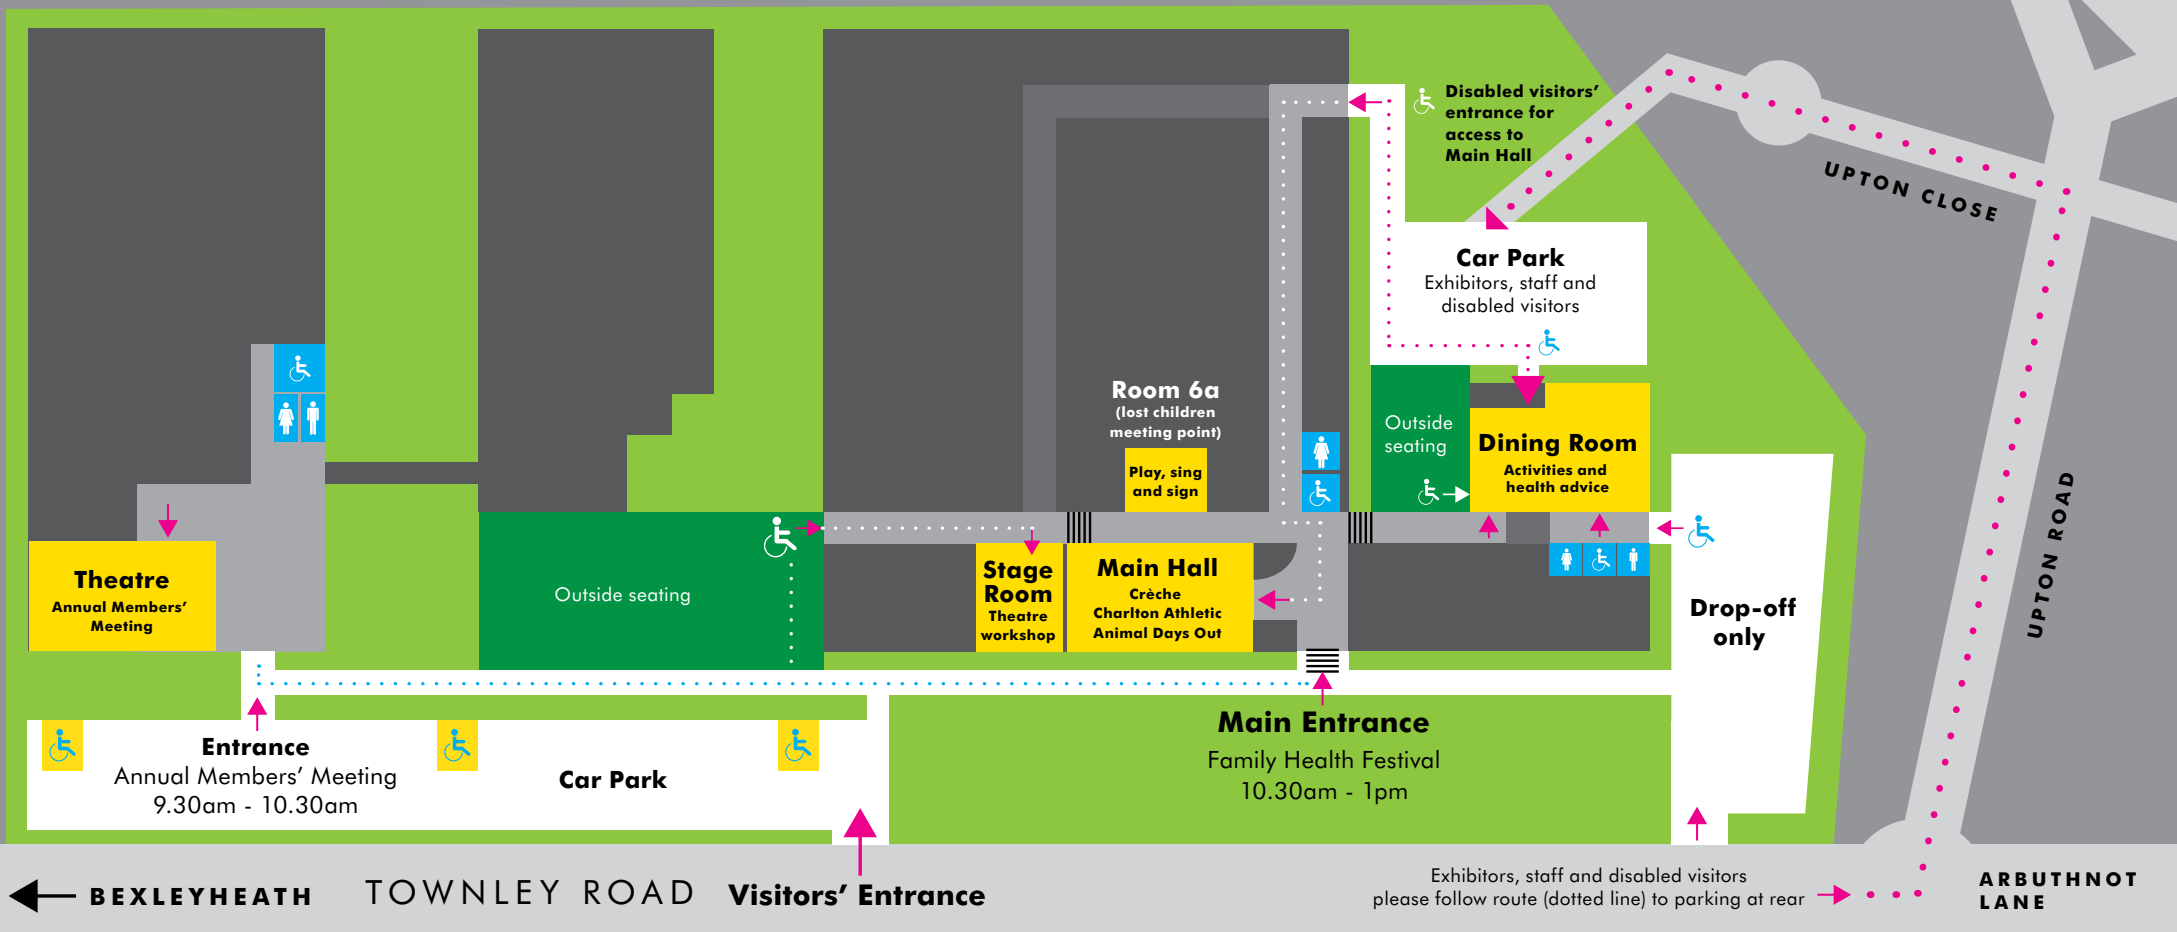 Disabled visitors’
entrance for
access to
Main Hall
UPTON CLOSE
Car Park
Exhibitors, staff and
disabled visitors
Room 6a
(lost children
meeting point)
Play, sing
and sign
Outside
seating
Dining Room
Activities and
health advice
UPTON ROAD
Theatre
Annual Members’
Meeting
Outside seating
Stage
Room
Theatre
workshop
Main Hall
Crèche
Charlton Athletic
Animal Days Out
Drop-off
only
Entrance
Annual Members’ Meeting
9.30am - 10.30am
Car Park
Main Entrance
Family Health Festival
10.30am - 1pm
BEXLEYHEATH
TOWNLEY ROAD
Visitors’ Entrance
Exhibitors, staff and disabled visitors
please follow route (dotted line) to parking at rear
ARBUTHNOT
LANE